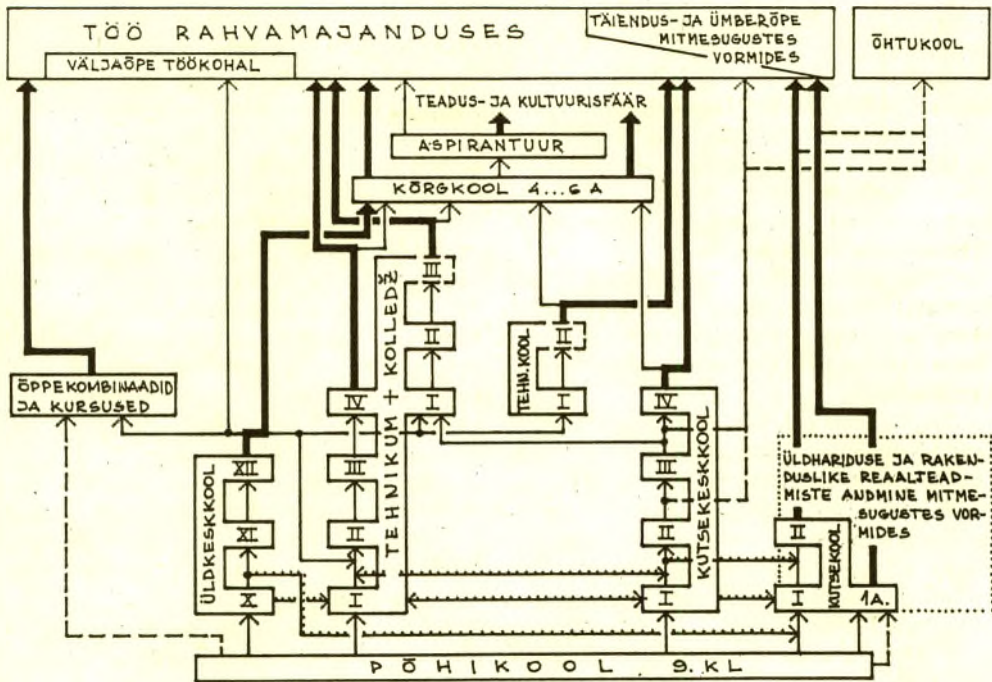 TÖÖ RAHVAMAJANDUSES
VÄLJAÕPE TÖÖKOHAL
TÄIENDUS- JA ÜMBERÕPE
MITMESUGUSTES
VORMIDES
ÕHTUKOOL
TEADUS- JA KULTUURISFÄÄR
ASPIRANTUUR
KÕRGKOOL 4...6 A
ÕPPEKOMBINAADID
JA KURSUSED
ÜLDKESKKOOL
XII
XI
X
TEHNIKUM + KOLLEDŽ
IV
III
II
I
III
II
I
TEHN. KOOL
II
I
KUTSEKESKKOOL
IV
III
II
I
ÜLDHARIDUSE JA RAKEN-
DUSLIKE REAALTEAD-
MISTE ANDMINE MITME-
SUGUSTES VOR-
MIDES
KUTSEKOOL
II
I
1A.
PÕHIKOOL 9. KL